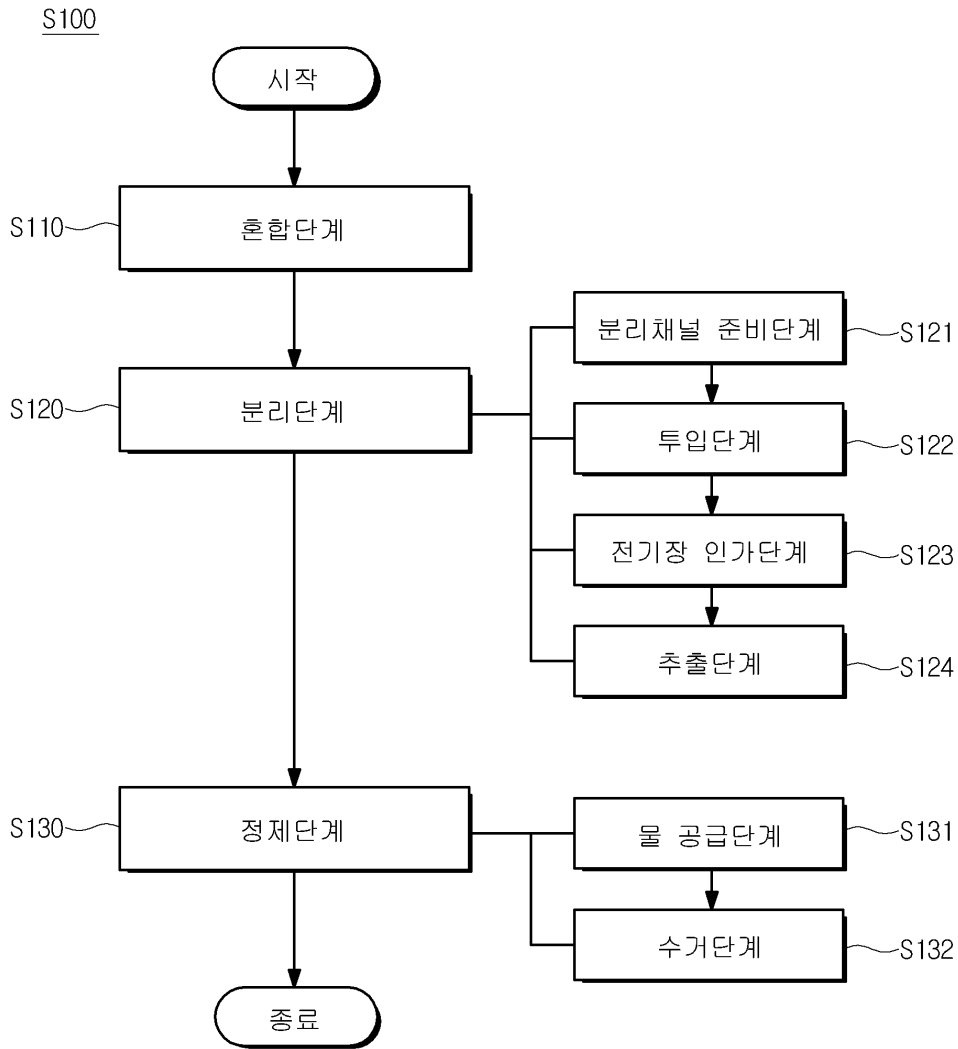 S100
시작
S110
혼합단계
분리채널 준비단계
S121
S120
분리단계
투입단계
S122
전기장 인가단계
S123
추출단계
S124
S130
정제단계
물 공급단계
S131
수거단계
S132
종료